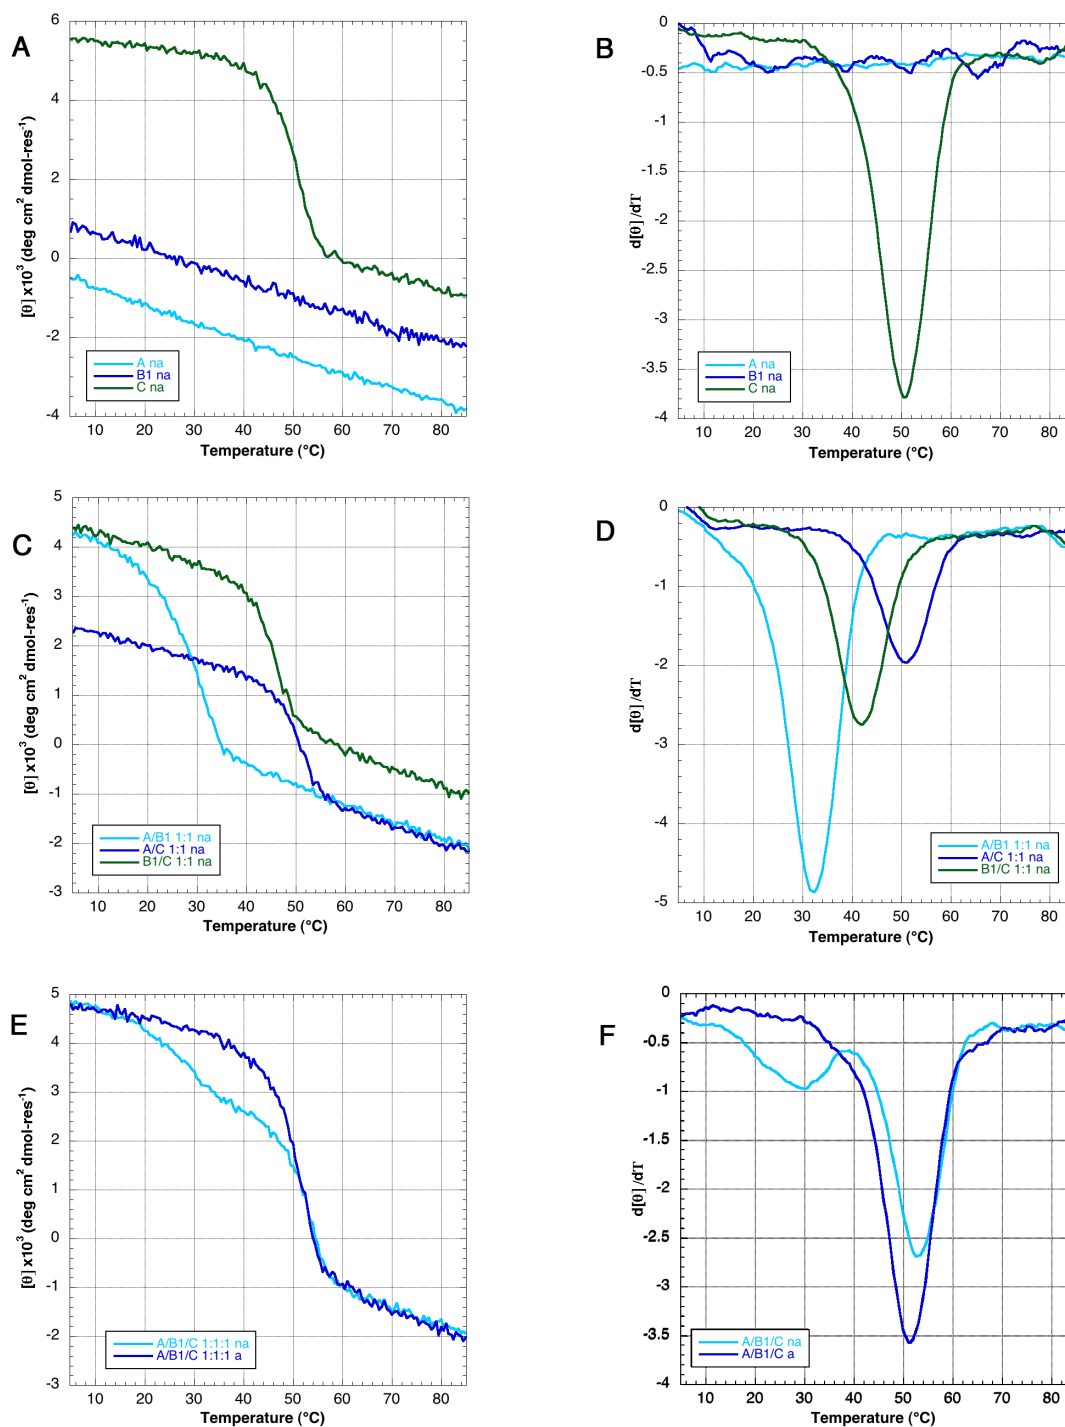 A
6
4
2
0
-2
-4
[θ] x10³ (deg cm² dmol-res⁻¹)
A na
B1 na
C na
10 20 30 40 50 60 70 80
Temperature (°C)
B
0
-0.5
-1
-1.5
-2
-2.5
-3
-3.5
-4
d[θ]/dT
A na
B1 na
C na
10 20 30 40 50 60 70 80
Temperature (°C)
C
5
4
3
2
1
0
-1
-2
-3
[θ] x10³ (deg cm² dmol-res⁻¹)
A/B1 1:1 na
A/C 1:1 na
B1/C 1:1 na
10 20 30 40 50 60 70 80
Temperature (°C)
D
0
-1
-2
-3
-4
-5
d[θ]/dT
A/B1 1:1 na
A/C 1:1 na
B1/C 1:1 na
10 20 30 40 50 60 70 80
Temperature (°C)
E
5
4
3
2
1
0
-1
-2
-3
[θ] x10³ (deg cm² dmol-res⁻¹)
A/B1/C 1:1:1 na
A/B1/C 1:1:1 a
10 20 30 40 50 60 70 80
Temperature (°C)
F
0
-0.5
-1
-1.5
-2
-2.5
-3
-3.5
-4
d[θ]/dT
A/B1/C na
A/B1/C a
10 20 30 40 50 60 70 80
Temperature (°C)